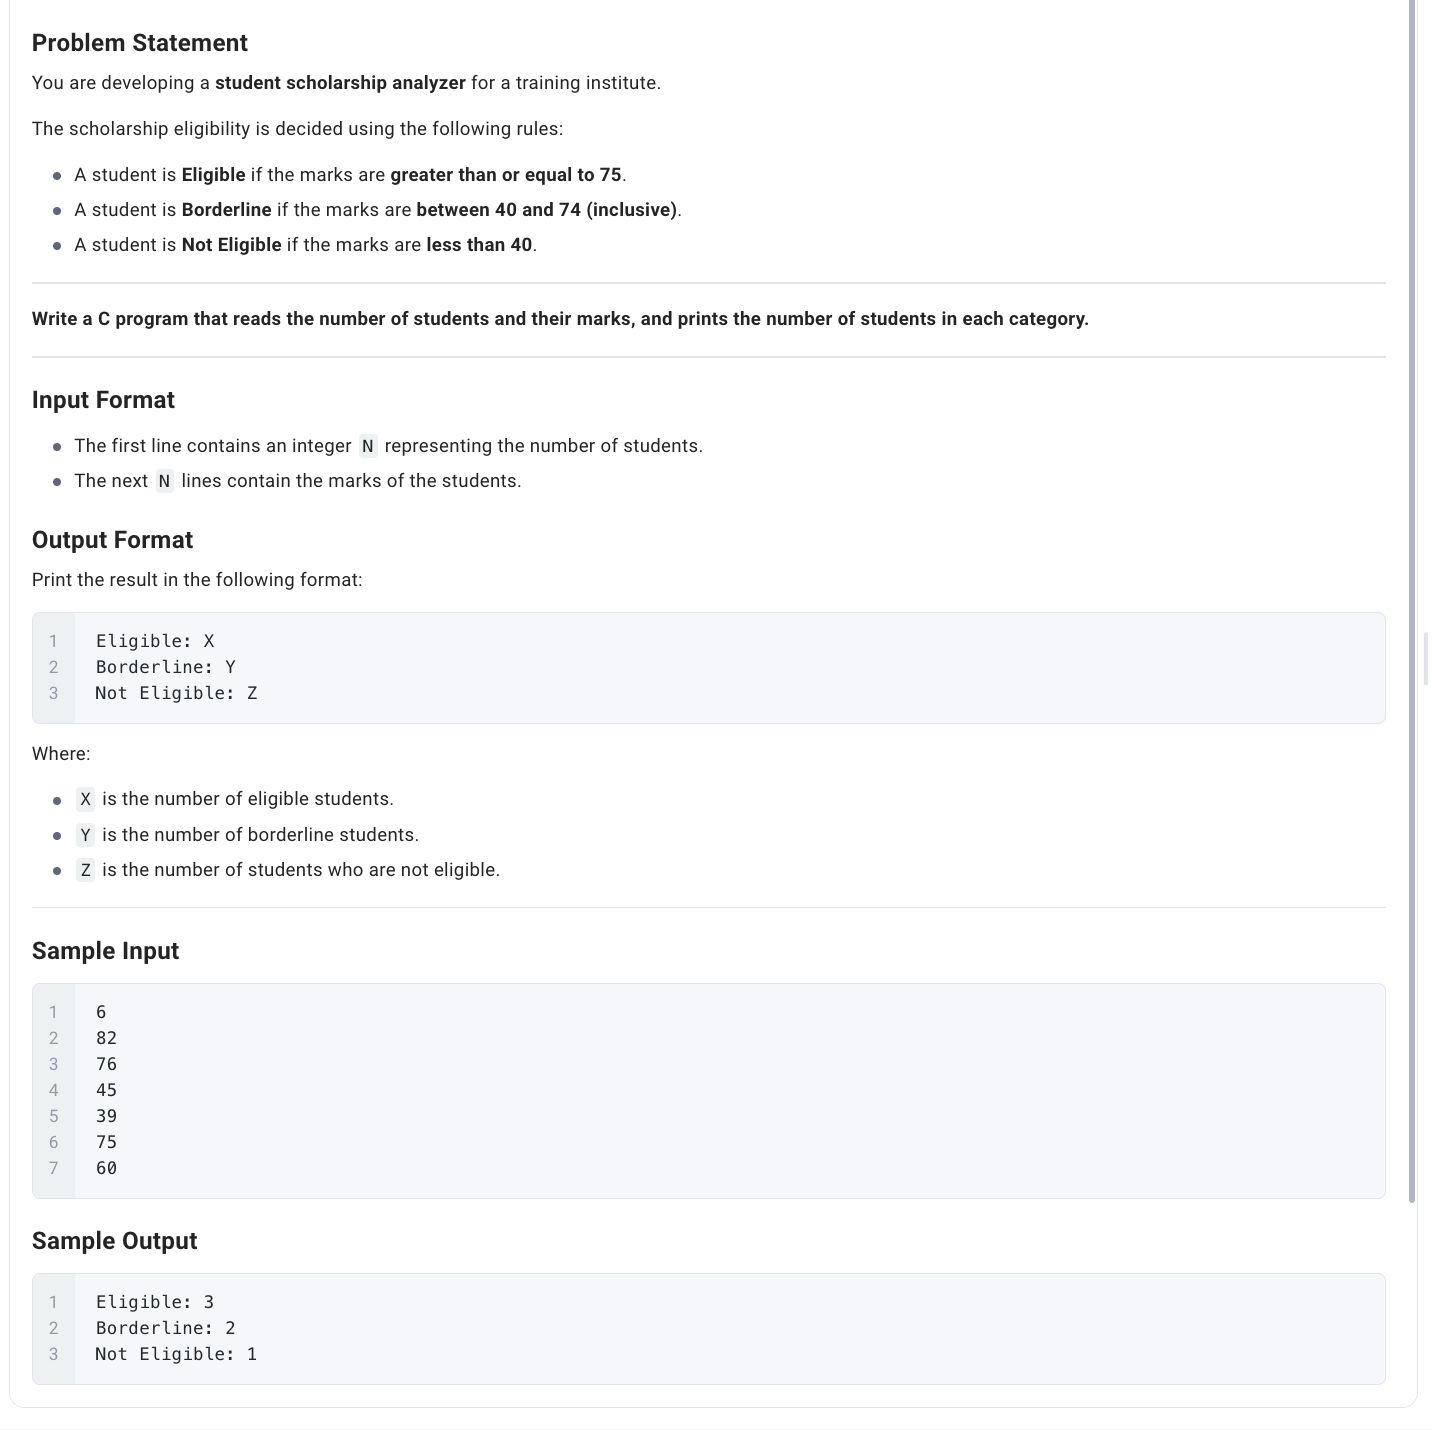 Problem Statement
You are developing a student scholarship analyzer for a training institute.
The scholarship eligibility is decided using the following rules:
A student is Eligible if the marks are greater than or equal to 75.
A student is Borderline if the marks are between 40 and 74 (inclusive).
A student is Not Eligible if the marks are less than 40.
Write a C program that reads the number of students and their marks, and prints the number of students in each category.
Input Format
The first line contains an integer N representing the number of students.
The next N lines contain the marks of the students.
Output Format
Print the result in the following format:
1 Eligible: X
2 Borderline: Y
3 Not Eligible: Z
Where:
X is the number of eligible students.
Y is the number of borderline students.
Z is the number of students who are not eligible.
Sample Input
1 6
2 82
3 76
4 45
5 39
6 75
7 60
Sample Output
1 Eligible: 3
2 Borderline: 2
3 Not Eligible: 1